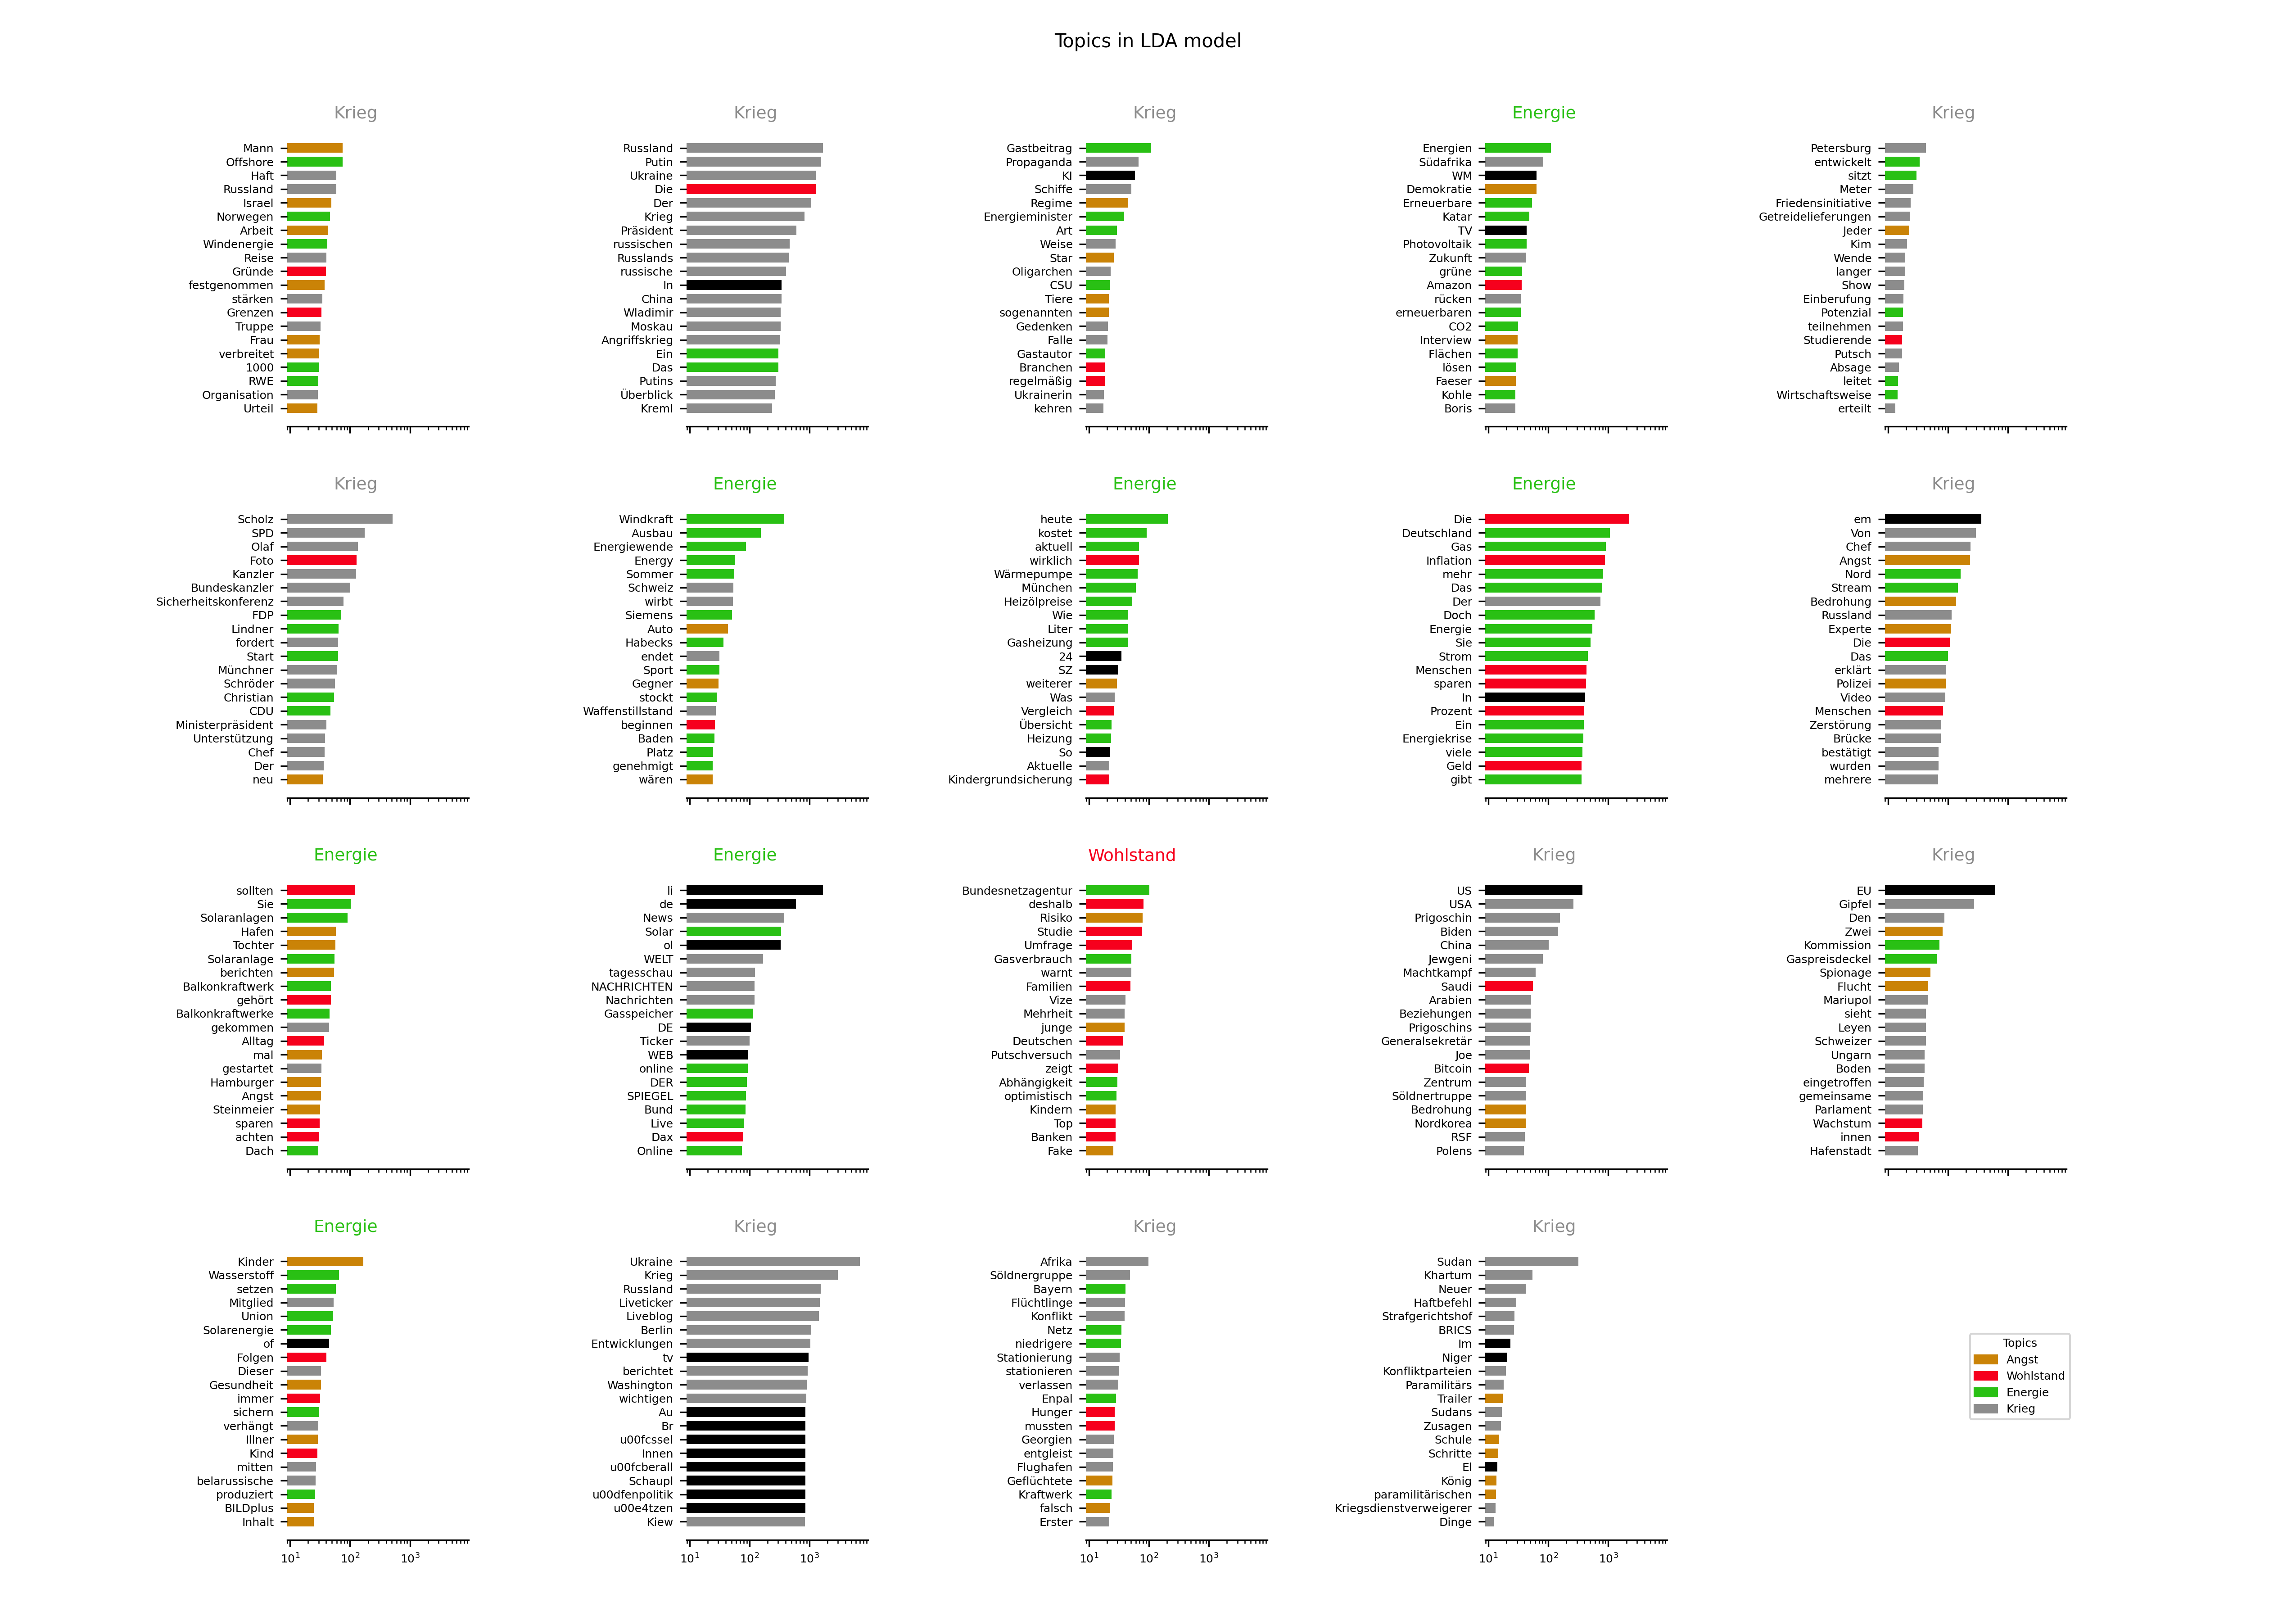 Topics in LDA model
Krieg
Mann
Offshore
Haft
Russland
Israel
Norwegen
Arbeit
Windenergie
Reise
Gründe
festgenommen
stärken
Grenzen
Truppe
Frau
verbreitet
1000
RWE
Organisation
Urteil
Krieg
Russland
Putin
Ukraine
Die
Der
Krieg
Präsident
russischen
Russlands
russische
In
China
Wladimir
Moskau
Angriffskrieg
Ein
Das
Putins
Überblick
Kreml
Krieg
Gastbeitrag
Propaganda
KI
Schiffe
Regime
Energieminister
Art
Weise
Star
Oligarchen
CSU
Tiere
sogenannten
Gedenken
Falle
Gastautor
Branchen
regelmäßig
Ukrainerin
kehren
Energie
Energien
Südafrika
WM
Demokratie
Erneuerbare
Katar
TV
Photovoltaik
Zukunft
grüne
Amazon
rücken
erneuerbaren
CO2
Interview
Flächen
lösen
Faeser
Kohle
Boris
Krieg
Petersburg
entwickelt
sitzt
Meter
Friedensinitiative
Getreidelieferungen
Jeder
Kim
Wende
langer
Show
Einberufung
Potenzial
teilnehmen
Studierende
Putsch
Absage
leitet
Wirtschaftsweise
erteilt
Krieg
Scholz
SPD
Olaf
Foto
Kanzler
Bundeskanzler
Sicherheitskonferenz
FDP
Lindner
fordert
Start
Münchner
Schröder
Christian
CDU
Ministerpräsident
Unterstützung
Chef
Der
neu
Energie
Windkraft
Ausbau
Energiewende
Energy
Sommer
Schweiz
wirbt
Siemens
Auto
Habecks
endet
Sport
Gegner
stockt
Waffenstillstand
beginnen
Baden
Platz
genehmigt
wären
Energie
heute
kostet
aktuell
wirklich
Wärmepumpe
München
Heizölpreise
Wie
Liter
Gasheizung
24
SZ
weiterer
Was
Vergleich
Übersicht
Heizung
So
Aktuelle
Kindergrundsicherung
Energie
Die
Deutschland
Gas
Inflation
mehr
Das
Der
Doch
Energie
Sie
Strom
Menschen
sparen
In
Prozent
Ein
Energiekrise
viele
Geld
gibt
Krieg
em
Von
Chef
Angst
Nord
Stream
Bedrohung
Russland
Experte
Die
Das
erklärt
Polizei
Video
Menschen
Zerstörung
Brücke
bestätigt
wurden
mehrere
Energie
sollten
Sie
Solaranlagen
Hafen
Tochter
Solaranlage
berichten
Balkonkraftwerk
gehört
Balkonkraftwerke
gekommen
Alltag
mal
gestartet
Hamburger
Angst
Steinmeier
sparen
achten
Dach
Energie
li
de
News
Solar
ol
WELT
tagesschau
NACHRICHTEN
Nachrichten
Gasspeicher
DE
Ticker
WEB
online
DER
SPIEGEL
Bund
Live
Dax
Online
Wohlstand
Bundesnetzagentur
deshalb
Risiko
Studie
Umfrage
Gasverbrauch
warnt
Familien
Vize
Mehrheit
junge
Deutschen
Putschversuch
zeigt
Abhängigkeit
optimistisch
Kindern
Top
Banken
Fake
Krieg
US
USA
Prigoschin
Biden
China
Jewgeni
Machtkampf
Saudi
Arabien
Beziehungen
Prigoschins
Generalsekretär
Joe
Bitcoin
Zentrum
Söldnertruppe
Bedrohung
Nordkorea
RSF
Polens
Krieg
EU
Gipfel
Den
Zwei
Kommission
Gaspreisdeckel
Spionage
Flucht
Mariupol
sieht
Leyen
Schweizer
Ungarn
Boden
eingetroffen
gemeinsame
Parlament
Wachstum
innen
Hafenstadt
Energie
Kinder
Wasserstoff
setzen
Mitglied
Union
Solarenergie
of
Folgen
Dieser
Gesundheit
immer
sichern
verhängt
Illner
Kind
mitten
belarussische
produziert
BILDplus
Inhalt
10¹ 10² 10³
Krieg
Ukraine
Krieg
Russland
Liveticker
Liveblog
Berlin
Entwicklungen
tv
berichtet
Washington
wichtigen
Au
Br
u00fcssel
Innen
u00fcberall
Schaupl
u00dfenpolitik
u00e4tzen
Kiew
10¹ 10² 10³
Krieg
Afrika
Söldnergruppe
Bayern
Flüchtlinge
Konflikt
Netz
niedrigere
Stationierung
stationieren
verlassen
Enpal
Hunger
mussten
Georgien
entgleist
Flughafen
Geflüchtete
Kraftwerk
falsch
Erster
10¹ 10² 10³
Krieg
Sudan
Khartum
Neuer
Haftbefehl
Strafgerichtshof
BRICS
Im
Niger
Konfliktparteien
Paramilitärs
Trailer
Sudans
Zusagen
Schule
Schritte
El
König
paramilitärischen
Kriegsdienstverweigerer
Dinge
10¹ 10² 10³
Topics
Angst
Wohlstand
Energie
Krieg